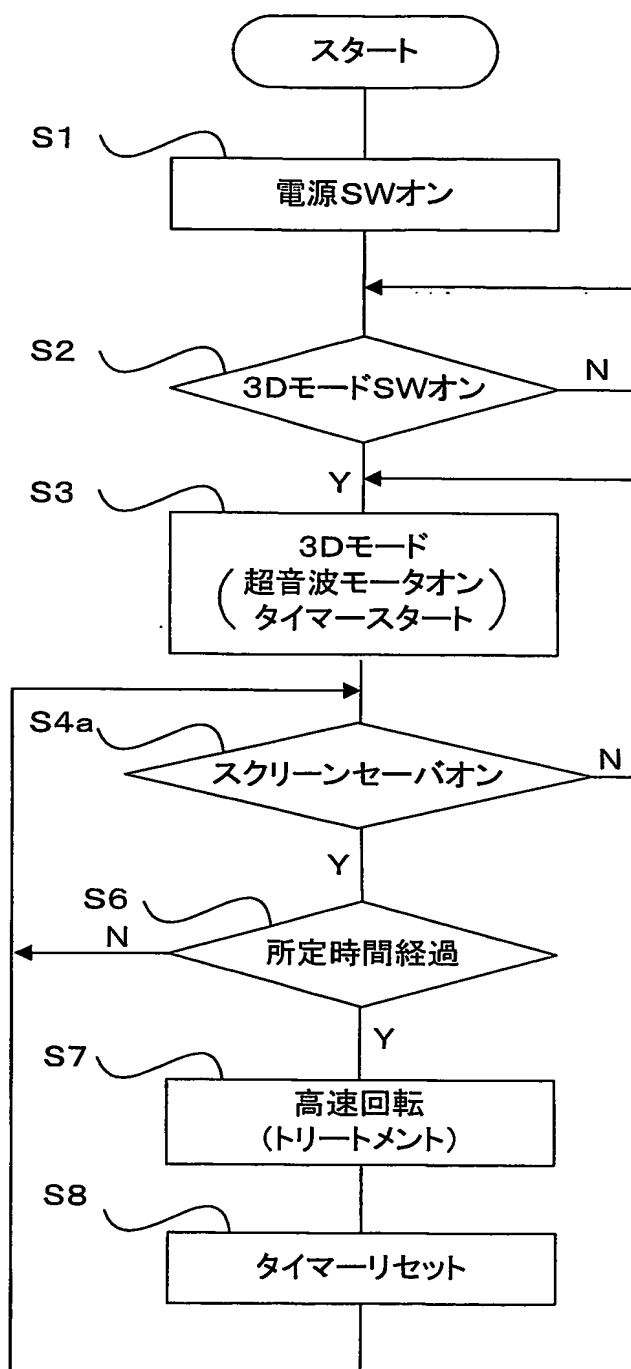 スタート
S1
電源SWオン
S2
3DモードSWオン
N
Y
S3
3Dモード
(超音波モータオン
タイマースタート)
S4a
スクリーンセーバオン
N
Y
S6
所定時間経過
N
Y
S7
高速回転
(トリートメント)
S8
タイマーリセット